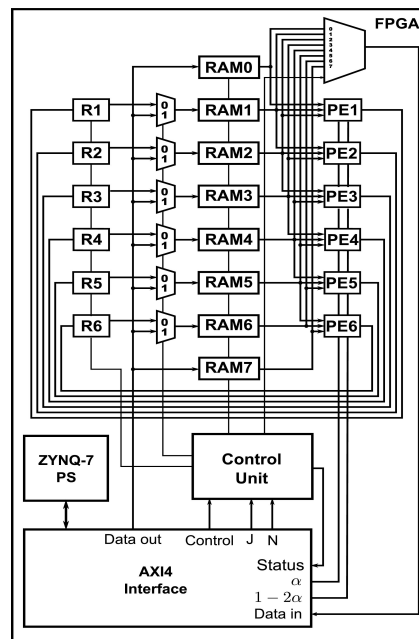 FPGA
0
1
2
3
4
5
6
7
RAM0
R1 0 1 RAM1 PE1
R2 0 1 RAM2 PE2
R3 0 1 RAM3 PE3
R4 0 1 RAM4 PE4
R5 0 1 RAM5 PE5
R6 0 1 RAM6 PE6
RAM7
ZYNQ-7
PS
Control
Unit
Data out Control J N
AXI4
Interface
Status
α
1 − 2α
Data in